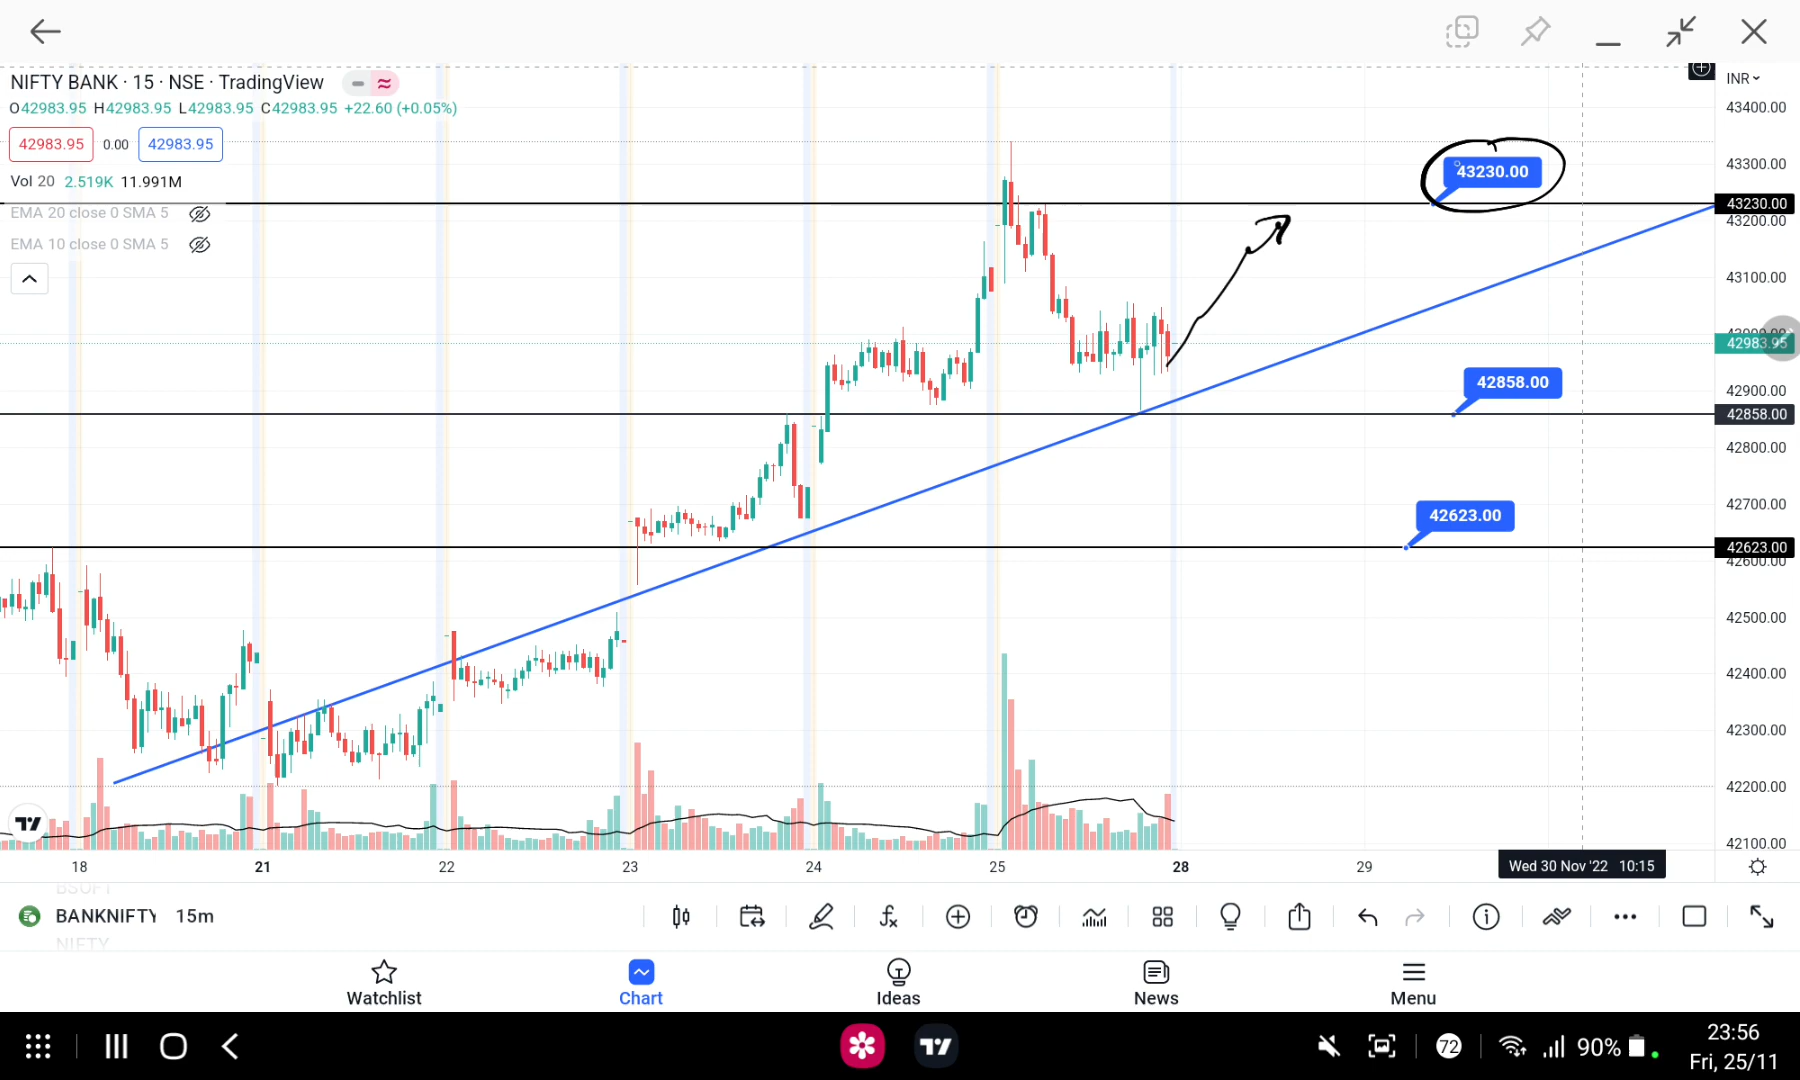 NIFTY BANK · 15 · NSE · TradingView
O42983.95 H42983.95 L42983.95 C42983.95 +22.60 (+0.05%)
42983.95 0.00 42983.95
Vol 20 2.519K 11.991M
EMA 20 close 0 SMA 5
EMA 10 close 0 SMA 5
INR
43400.00
43300.00
43230.00
43230.00
43200.00
43100.00
42983.95
42858.00
42900.00
42858.00
42800.00
42700.00
42623.00
42623.00
42600.00
42500.00
42400.00
42300.00
42200.00
42100.00
18 21 22 23 24 25 28 29 Wed 30 Nov '22 10:15
BSOFT
BANKNIFTY 15m
NIFTY
Watchlist Chart Ideas News Menu
72 90% 23:56
Fri, 25/11